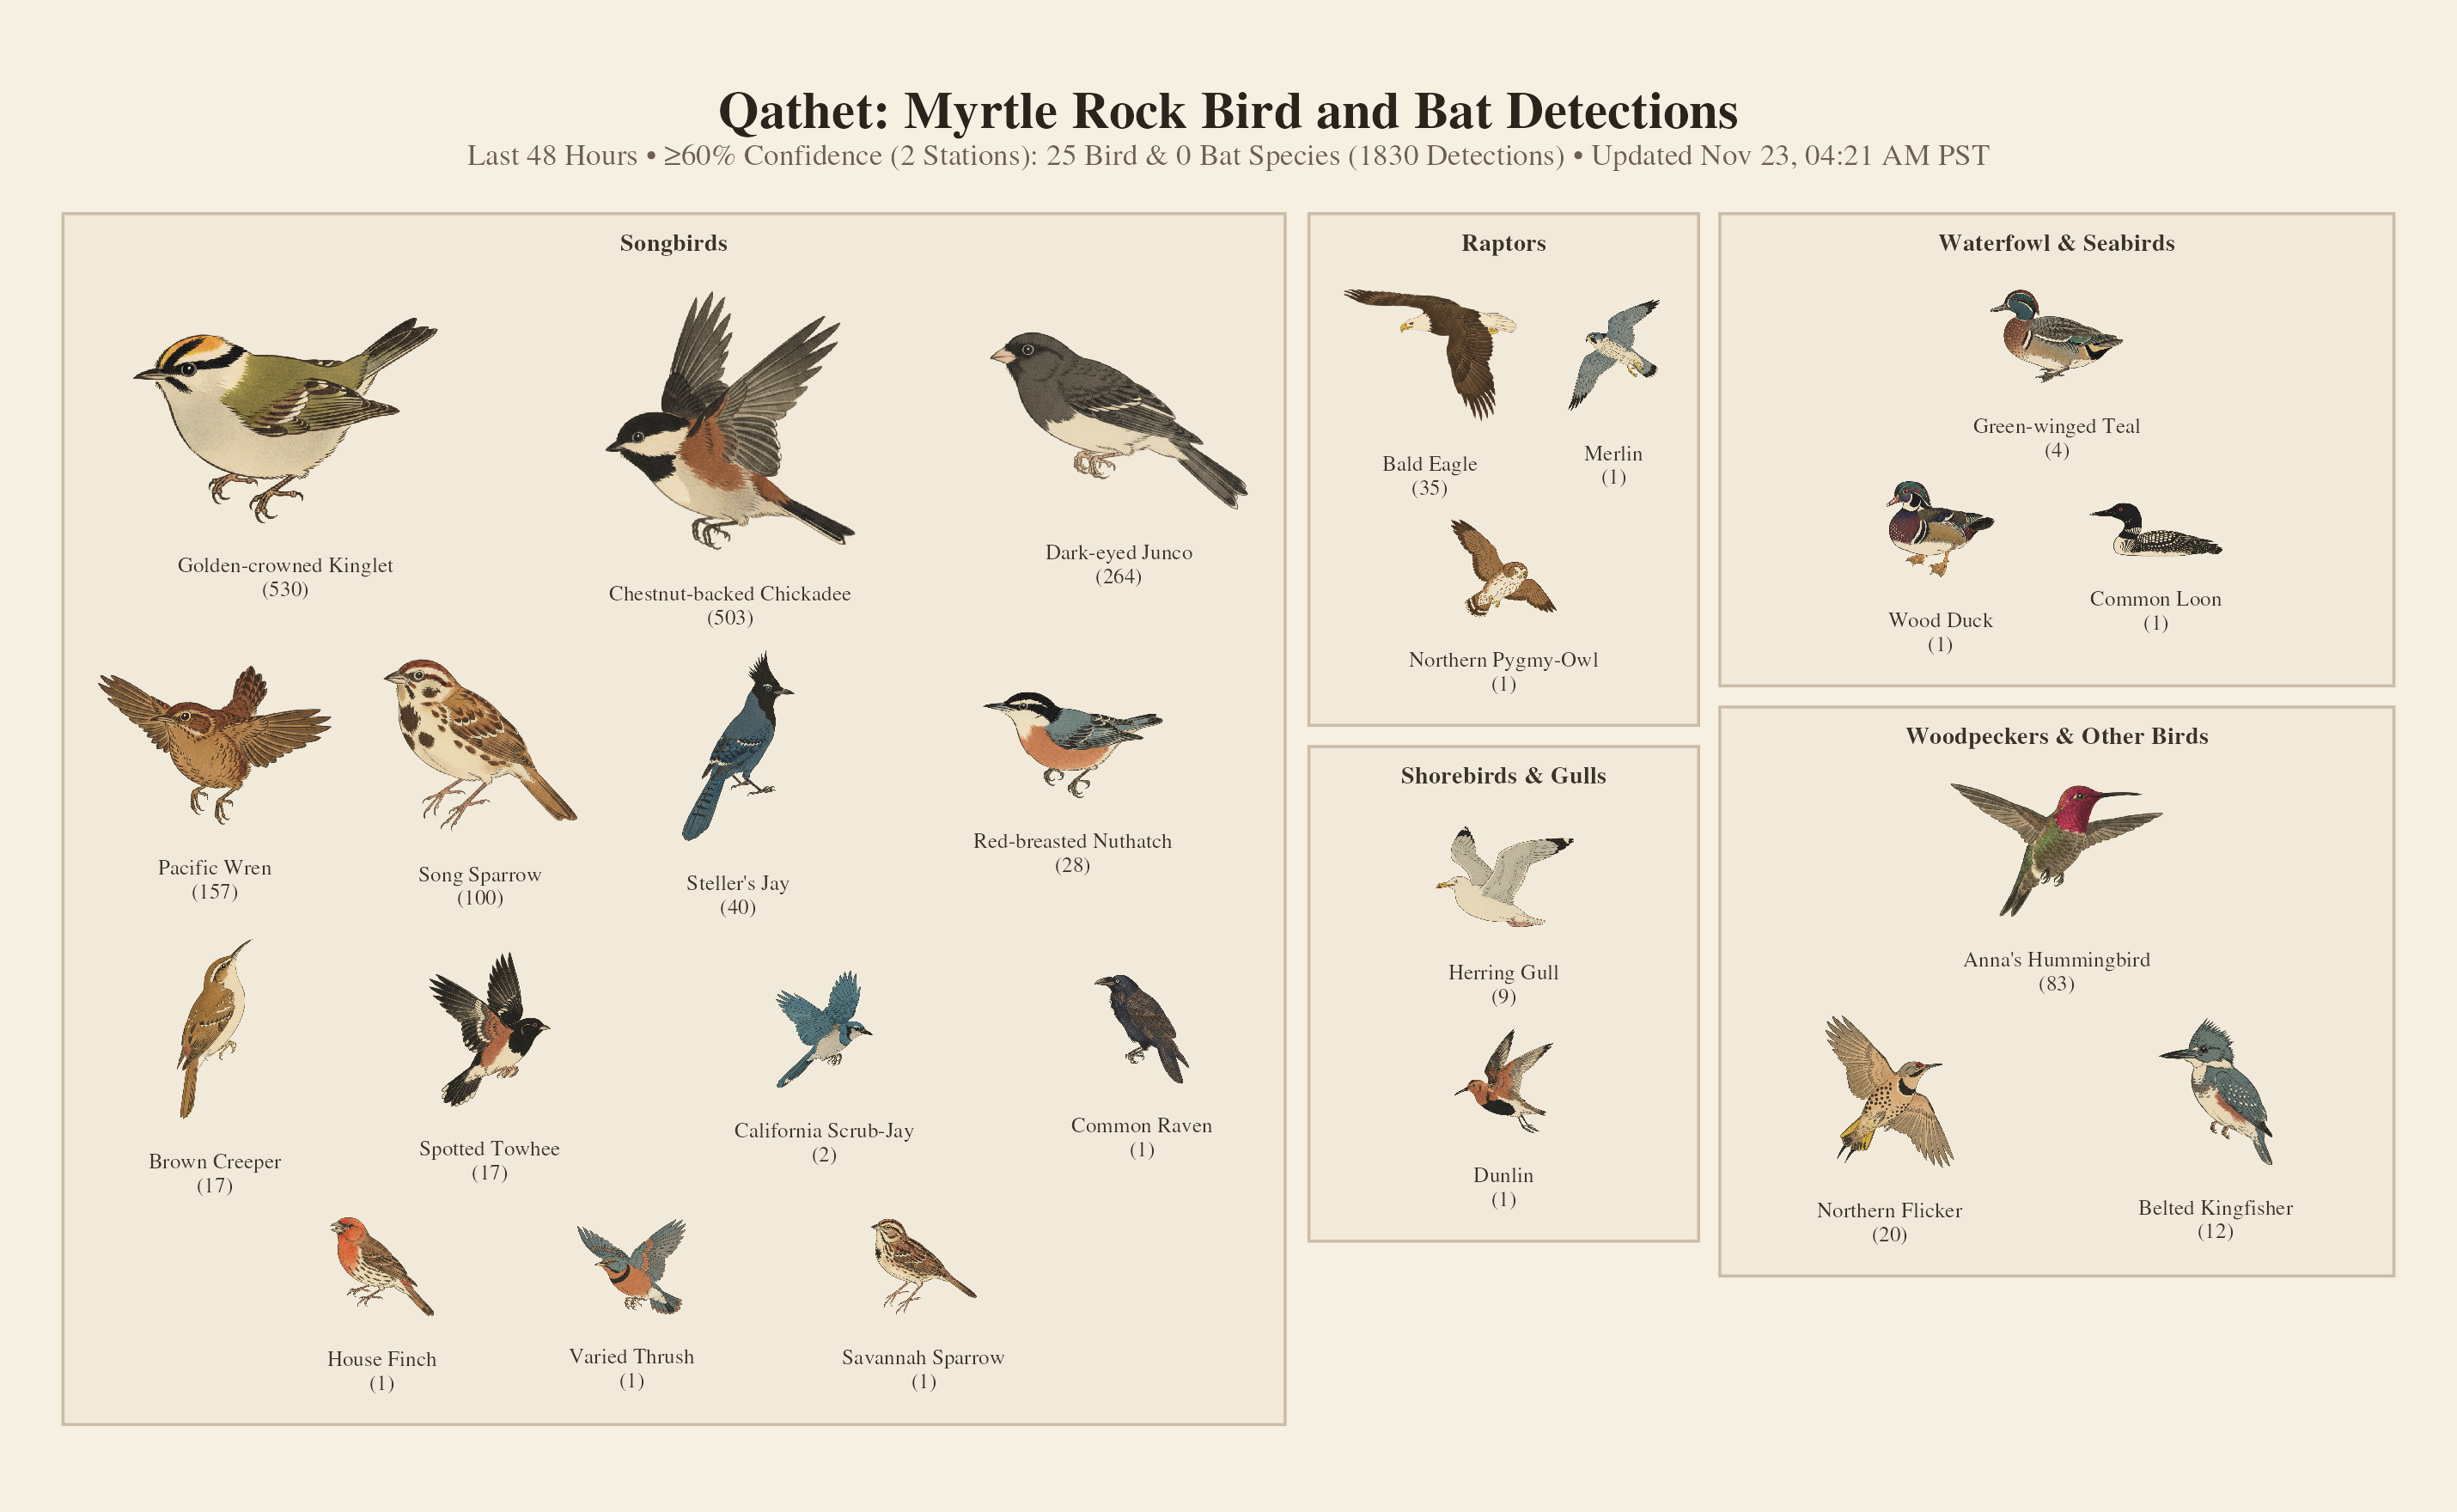 Qathet: Myrtle Rock Bird and Bat Detections
Last 48 Hours • ≥60% Confidence (2 Stations): 25 Bird & 0 Bat Species (1830 Detections) • Updated Nov 23, 04:21 AM PST
Songbirds
Golden-crowned Kinglet
(530)
Chestnut-backed Chickadee
(503)
Dark-eyed Junco
(264)
Pacific Wren
(157)
Song Sparrow
(100)
Steller's Jay
(40)
Red-breasted Nuthatch
(28)
Brown Creeper
(17)
Spotted Towhee
(17)
California Scrub-Jay
(2)
Common Raven
(1)
House Finch
(1)
Varied Thrush
(1)
Savannah Sparrow
(1)
Raptors
Bald Eagle
(35)
Merlin
(1)
Northern Pygmy-Owl
(1)
Shorebirds & Gulls
Herring Gull
(9)
Dunlin
(1)
Waterfowl & Seabirds
Green-winged Teal
(4)
Wood Duck
(1)
Common Loon
(1)
Woodpeckers & Other Birds
Anna's Hummingbird
(83)
Northern Flicker
(20)
Belted Kingfisher
(12)